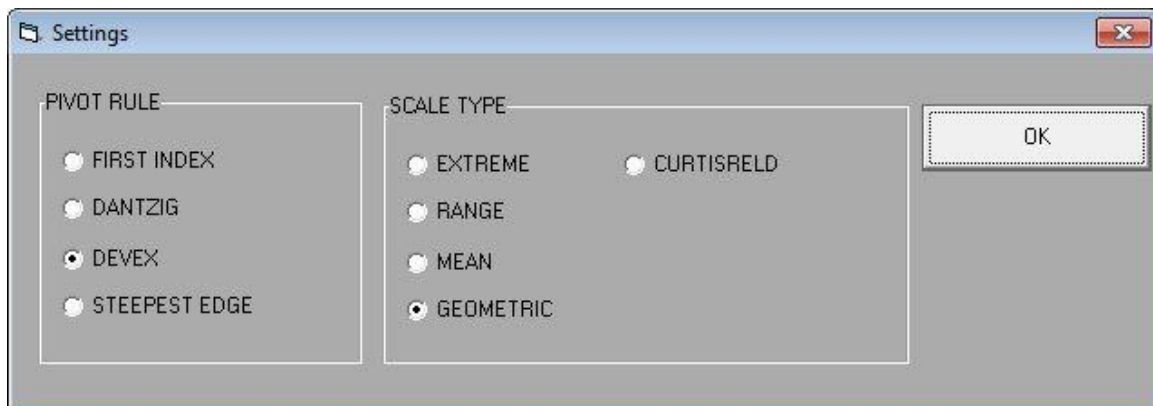 Settings
PIVOT RULE
FIRST INDEX
DANTZIG
DEVEX
STEEPEST EDGE
SCALE TYPE
EXTREME
CURTISRELD
RANGE
MEAN
GEOMETRIC
OK